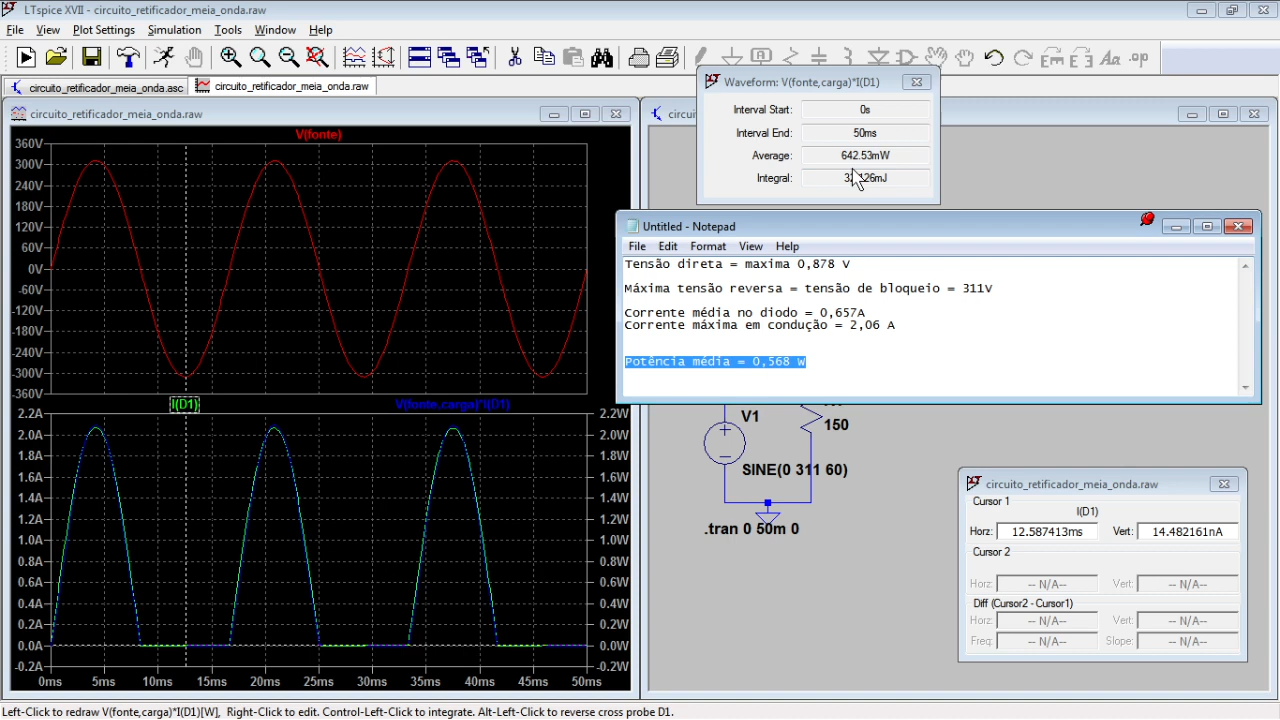 LTspice XVII - circuito_retificador_meia_onda.raw
File View Plot Settings Simulation Tools Window Help
circuito_retificador_meia_onda.asc circuito_retificador_meia_onda.raw
circuito_retificador_meia_onda.raw
V(fonte)
360V
300V
240V
180V
120V
60V
0V
-60V
-120V
-180V
-240V
-300V
-360V
I(D1) V(fonte,carga)*I(D1)
2.2A 2.2W
2.0A 2.0W
1.8A 1.8W
1.6A 1.6W
1.4A 1.4W
1.2A 1.2W
1.0A 1.0W
0.8A 0.8W
0.6A 0.6W
0.4A 0.4W
0.2A 0.2W
0.0A 0.0W
-0.2A -0.2W
0ms 5ms 10ms 15ms 20ms 25ms 30ms 35ms 40ms 45ms 50ms
Waveform: V(fonte,carga)*I(D1)
Interval Start: 0s
Interval End: 50ms
Average: 642.53mW
Integral:
Untitled - Notepad
File Edit Format View Help
Tensão direta = maxima 0,878 V
Máxima tensão reversa = tensão de bloqueio = 311V
Corrente média no diodo = 0,657A
Corrente máxima em condução = 2,06 A
Potência média = 0,568 W
V1
150
SINE(0 311 60)
.tran 0 50m 0
circuito_retificador_meia_onda.raw
Cursor 1
I(D1)
Horz: 12.587413ms Vert: 14.482161nA
Cursor 2
Horz: -- N/A-- Vert: -- N/A--
Diff (Cursor2 - Cursor1)
Horz: -- N/A-- Vert: -- N/A--
Freq: -- N/A-- Slope: -- N/A--
Left-Click to redraw V(fonte,carga)*I(D1)[W], Right-Click to edit. Control-Left-Click to integrate. Alt-Left-Click to reverse cross probe D1.